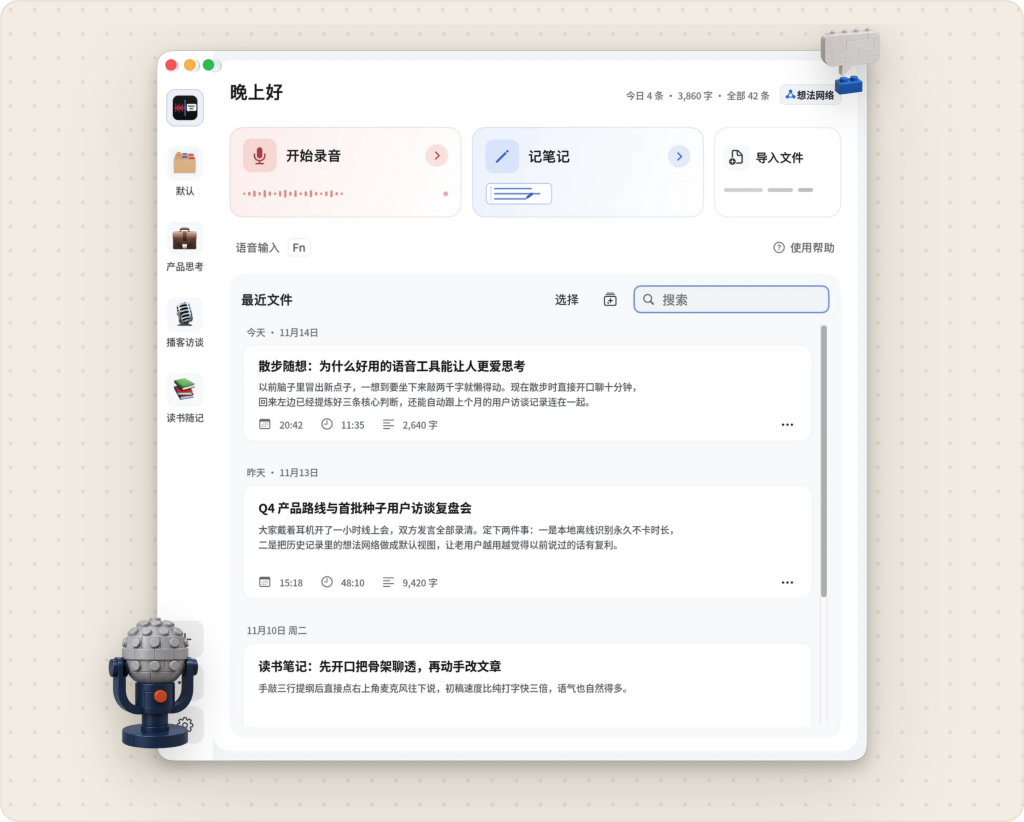 晚上好
今日 4 条 · 3,860 字 · 全部 42 条
想法网络
开始录音
记笔记
导入文件
默认
产品思考
播客访谈
读书随记
语音输入 Fn
使用帮助
最近文件
选择
搜索
今天 · 11月14日
散步随想：为什么好用的语音工具能让人更爱思考
以前脑子里冒出新点子，一想到要坐下来敲两千字就懒得动。现在散步时直接开口聊十分钟，
回来左边已经提炼好三条核心判断，还能自动跟上个月的用户访谈记录连在一起。
20:42 11:35 2,640 字
昨天 · 11月13日
Q4 产品路线与首批种子用户访谈复盘会
大家戴着耳机开了一小时线上会，双方发言全部录清。定下两件事：一是本地离线识别永久不卡时长，
二是把历史记录里的想法网络做成默认视图，让老用户越用越觉得以前说过的话有复利。
15:18 48:10 9,420 字
11月10日 周二
读书笔记：先开口把骨架聊透，再动手改文章
手敲三行提纲后直接点右上角麦克风往下说，初稿速度比纯打字快三倍，语气也自然得多。